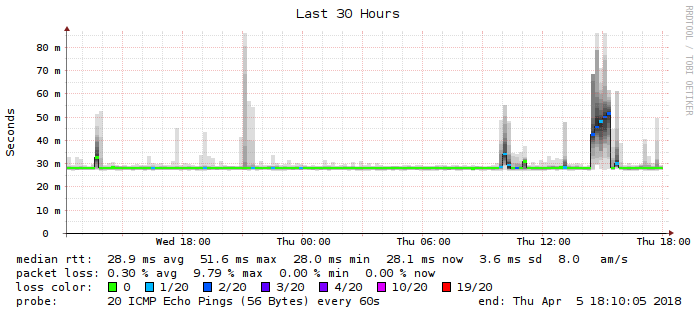 Last 30 Hours
RRDTOOL / TOBI OETIKER
Seconds
80 m
70 m
60 m
50 m
40 m
30 m
20 m
10 m
0
Wed 18:00 Thu 00:00 Thu 06:00 Thu 12:00 Thu 18:00
median rtt: 28.9 ms avg 51.6 ms max 28.0 ms min 28.1 ms now 3.6 ms sd 8.0 am/s
packet loss: 0.30 % avg 9.79 % max 0.00 % min 0.00 % now
loss color: 0 1/20 2/20 3/20 4/20 10/20 19/20
probe: 20 ICMP Echo Pings (56 Bytes) every 60s end: Thu Apr 5 18:10:05 2018